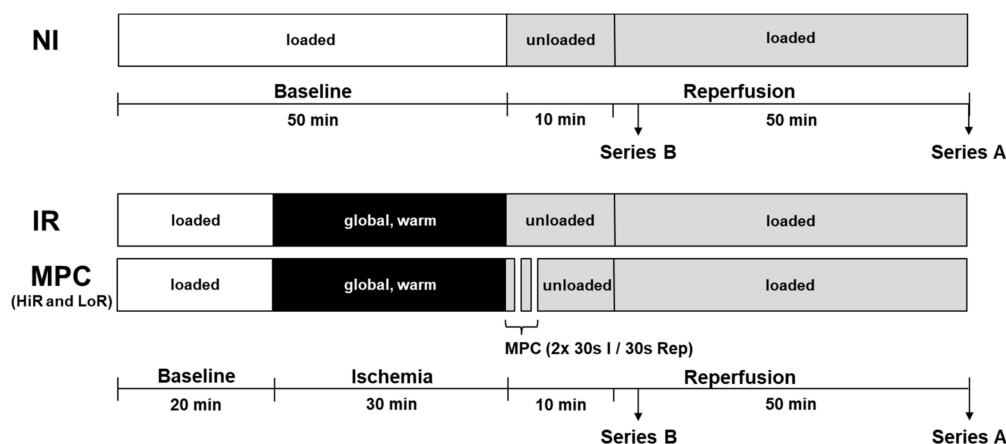 NI
loaded
unloaded
loaded
Baseline
Reperfusion
50 min
10 min
50 min
Series B
Series A
IR
loaded
global, warm
unloaded
loaded
MPC
(HiR and LoR)
loaded
global, warm
unloaded
loaded
MPC (2x 30s I / 30s Rep)
Baseline
Ischemia
Reperfusion
20 min
30 min
10 min
50 min
Series B
Series A